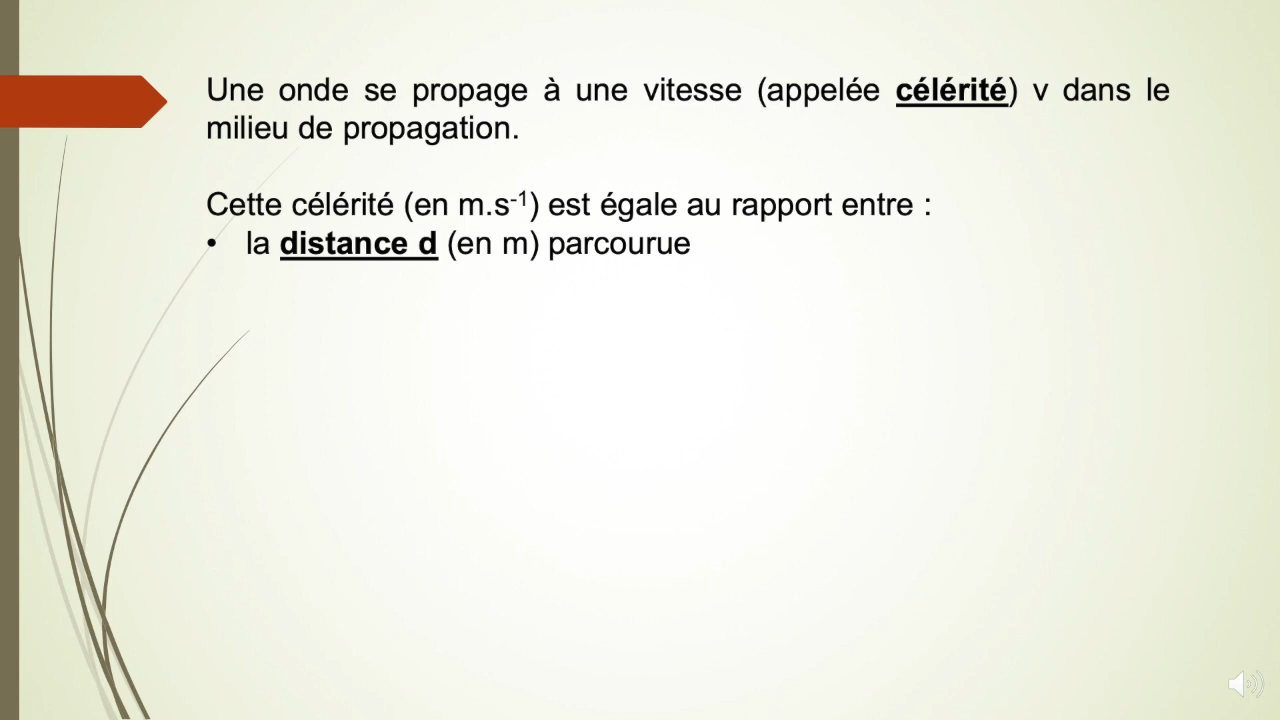 Une onde se propage à une vitesse (appelée célérité) v dans le
milieu de propagation.
Cette célérité (en m.s⁻¹) est égale au rapport entre :
• la distance d (en m) parcourue